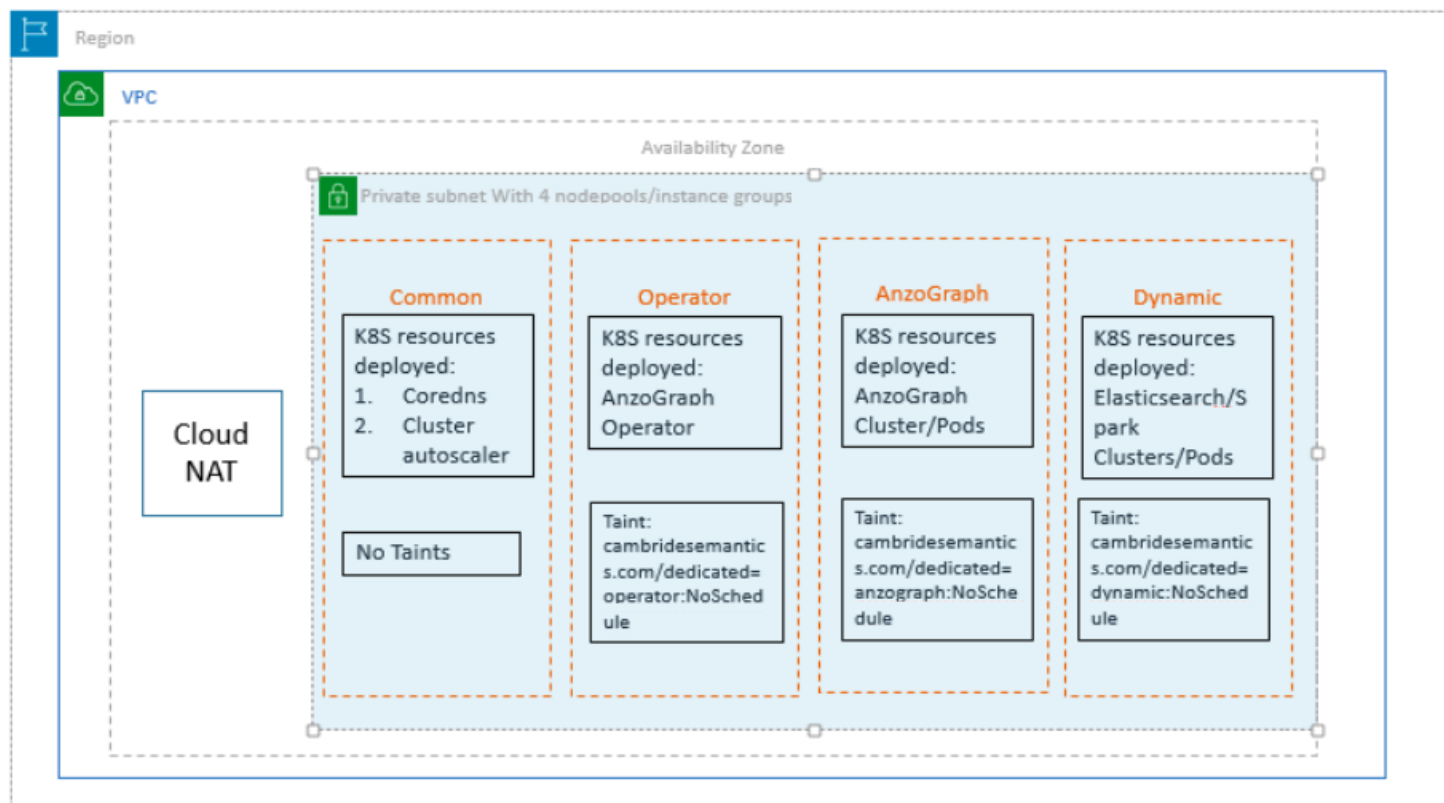 Region
VPC
Availability Zone
Private subnet With 4 nodepools/instance groups
Cloud
NAT
Common
K8S resources
deployed:
1. Coredns
2. Cluster
autoscaler
No Taints
Operator
K8S resources
deployed:
AnzoGraph
Operator
Taint:
cambridesemantic
s.com/dedicated=
operator:NoSched
ule
AnzoGraph
K8S resources
deployed:
AnzoGraph
Cluster/Pods
Taint:
cambridesemantic
s.com/dedicated=
anzograph:NoSche
dule
Dynamic
K8S resources
deployed:
Elasticsearch/S
park
Clusters/Pods
Taint:
cambridesemantic
s.com/dedicated=
dynamic:NoSched
ule